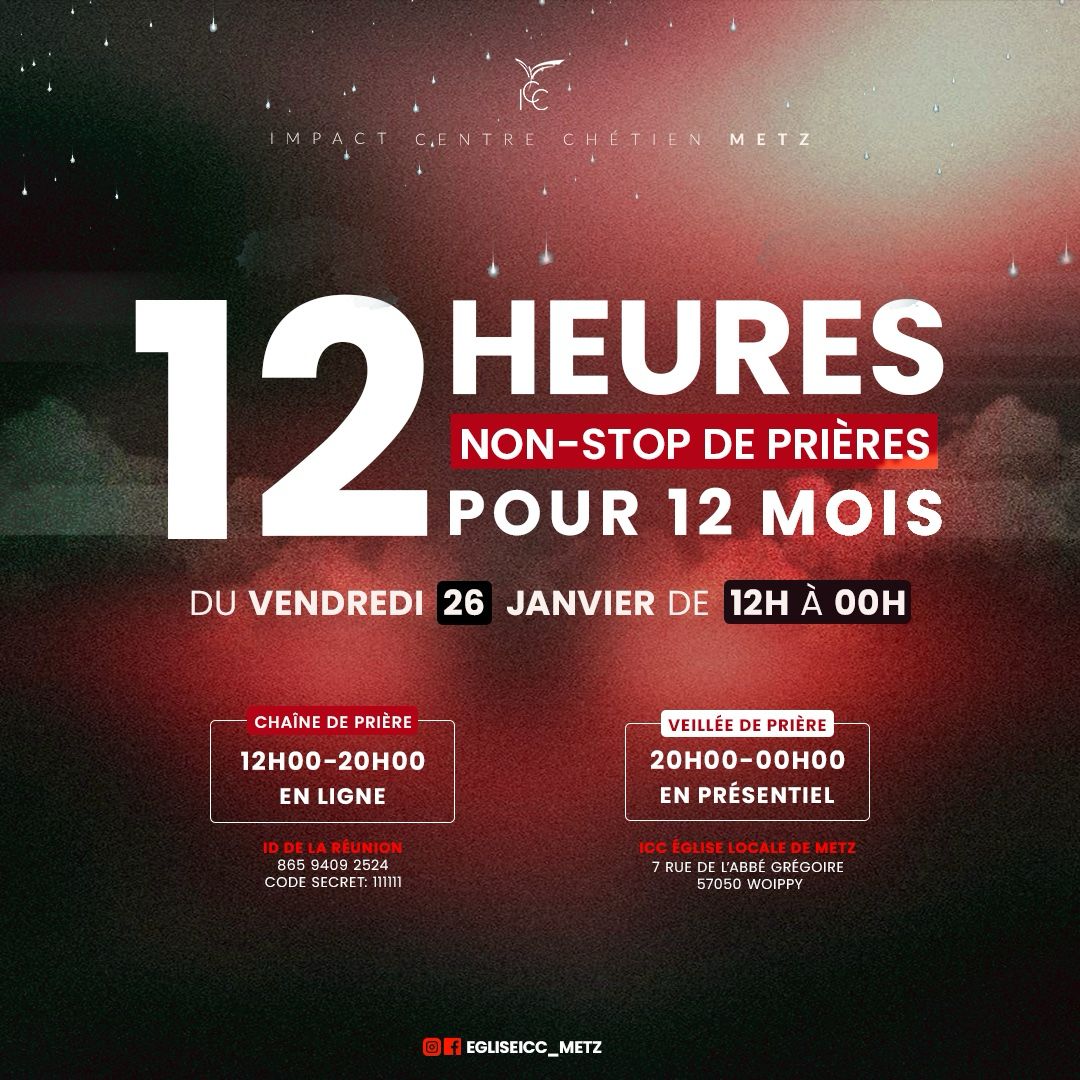 ICC
IMPACT CENTRE CHÉTIEN METZ
12 HEURES
NON-STOP DE PRIÈRES
POUR 12 MOIS
DU VENDREDI 26 JANVIER DE 12H À 00H
CHAÎNE DE PRIÈRE
12H00-20H00
EN LIGNE
ID DE LA RÉUNION
865 9409 2524
CODE SECRET: 111111
VEILLÉE DE PRIÈRE
20H00-00H00
EN PRÉSENTIEL
ICC ÉGLISE LOCALE DE METZ
7 RUE DE L'ABBÉ GRÉGOIRE
57050 WOIPPY
EGLISEICC_METZ